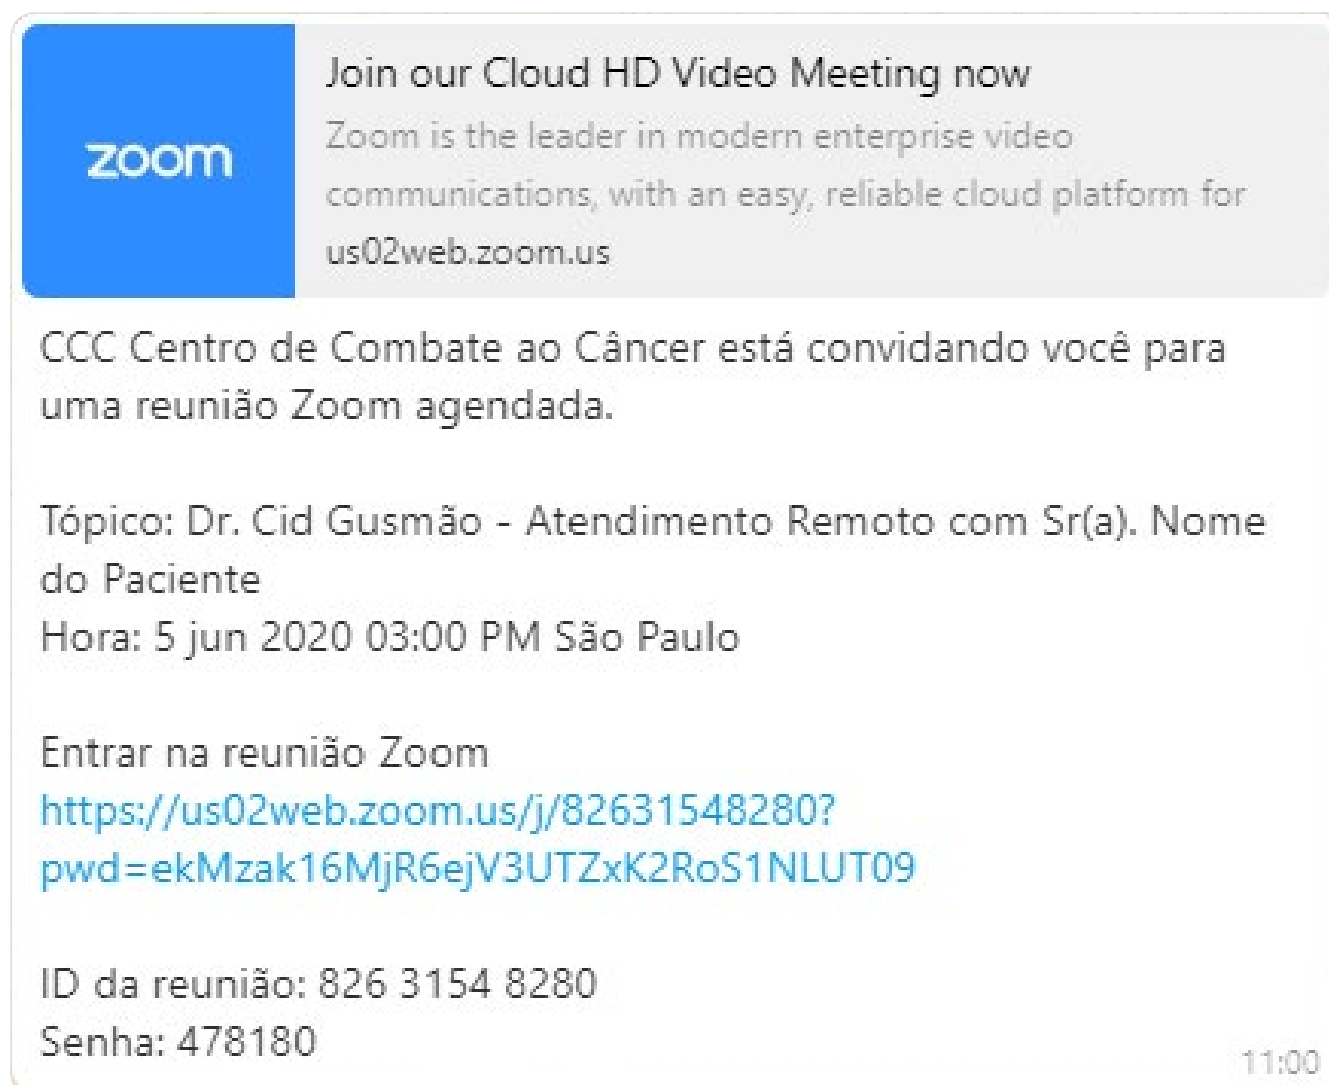 zoom
Join our Cloud HD Video Meeting now
Zoom is the leader in modern enterprise video
communications, with an easy, reliable cloud platform for
us02web.zoom.us
CCC Centro de Combate ao Câncer está convidando você para
uma reunião Zoom agendada.
Tópico: Dr. Cid Gusmão - Atendimento Remoto com Sr(a). Nome
do Paciente
Hora: 5 jun 2020 03:00 PM São Paulo
Entrar na reunião Zoom
https://us02web.zoom.us/j/82631548280?
pwd=ekMzak16MjR6ejV3UTZxK2RoS1NLUT09
ID da reunião: 826 3154 8280
Senha: 478180
11:00